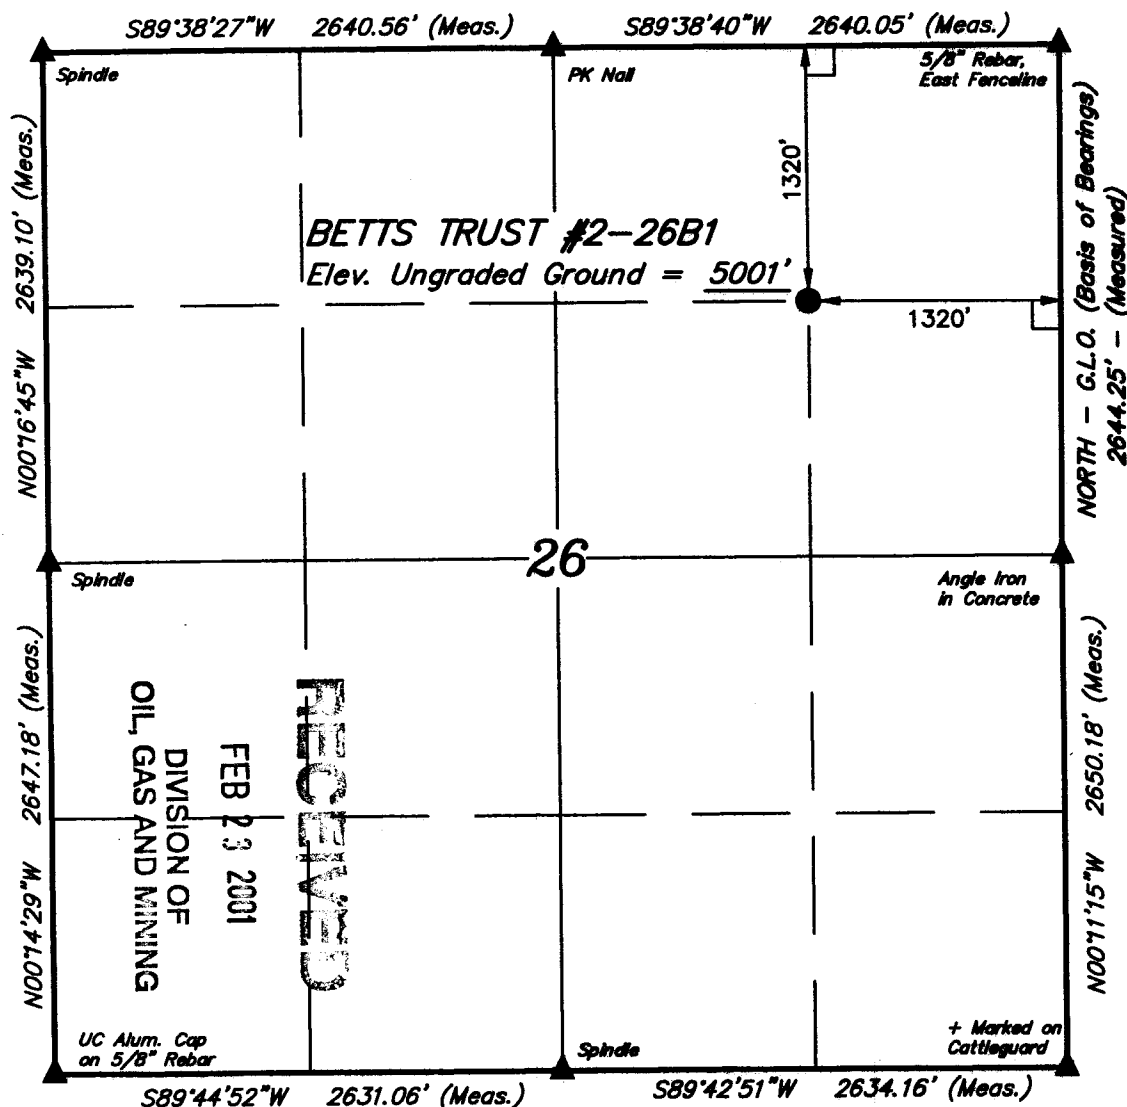 S89°38'27"W 2640.56' (Meas.)
S89°38'40"W 2640.05' (Meas.)
Spindle
PK Nail
5/8" Rebar,
East Fenceline
N00°16'45"W 2639.10' (Meas.)
1320'
NORTH - G.L.O. (Basis of Bearings)
2644.25' - (Measured)
BETTS TRUST #2-26B1
Elev. Ungraded Ground = 5001'
1320'
26
Spindle
Angle Iron
in Concrete
N00°14'29"W 2647.18' (Meas.)
RECEIVED
FEB 23 2001
DIVISION OF
OIL, GAS AND MINING
N00°11'15"W 2650.18' (Meas.)
UC Alum. Cap
on 5/8" Rebar
Spindle
+ Marked on
Cattleguard
S89°44'52"W 2631.06' (Meas.)
S89°42'51"W 2634.16' (Meas.)